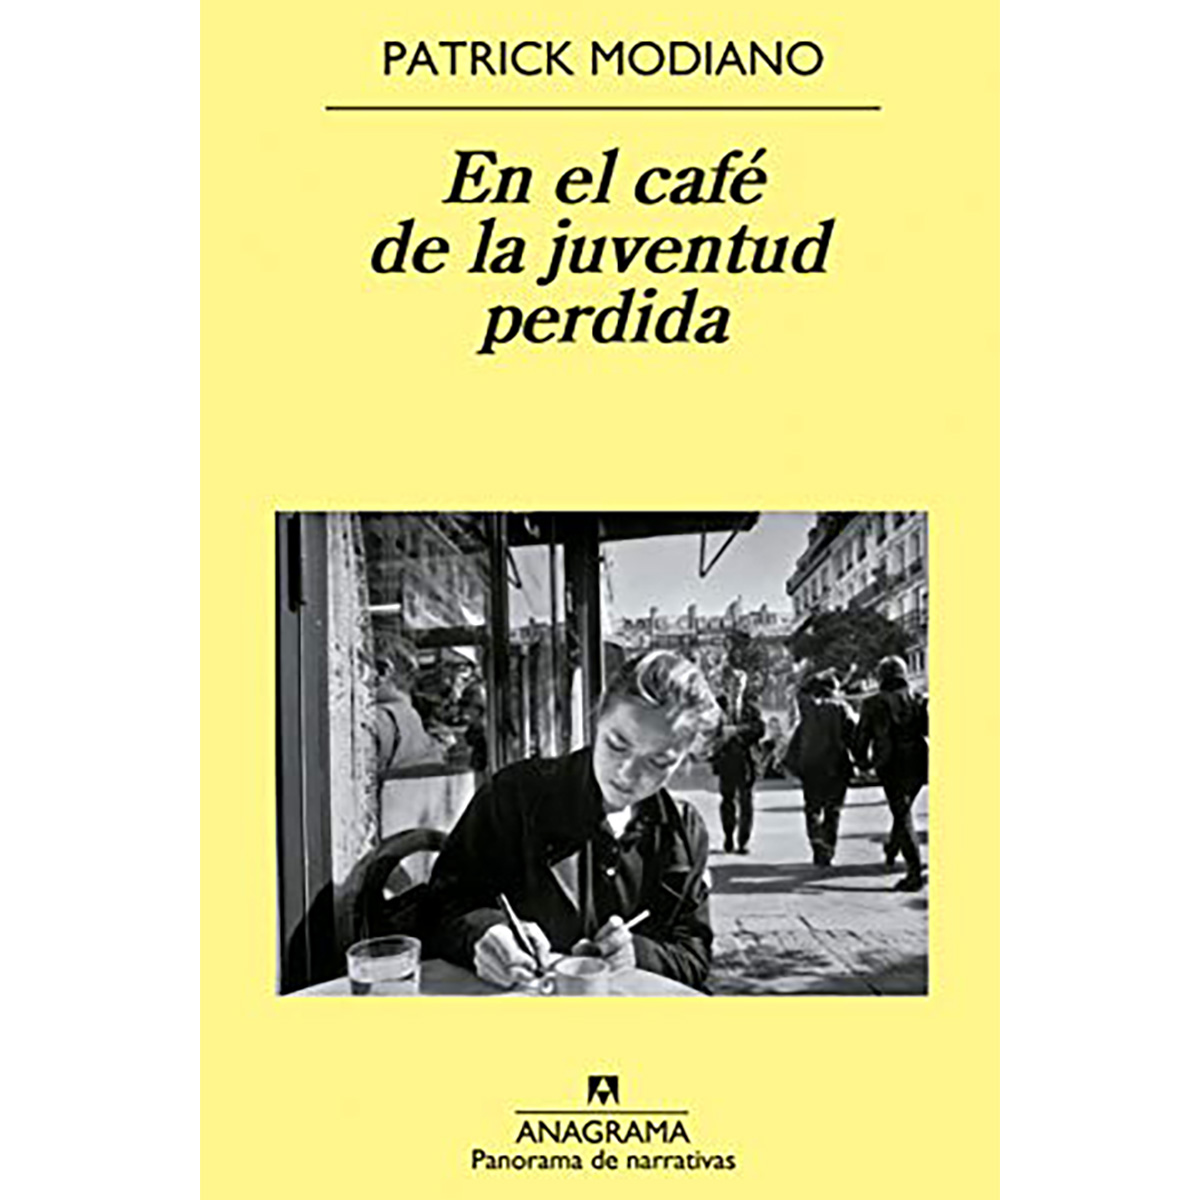 PATRICK MODIANO
En el café
de la juventud
perdida
ANAGRAMA
Panorama de narrativas